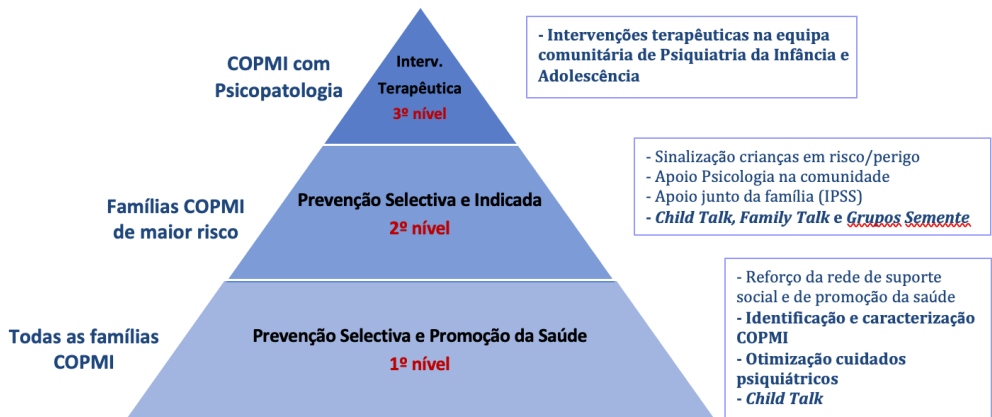 COPMI com
Psicopatologia
Interv.
Terapêutica
3º nível
- Intervenções terapêuticas na equipa
comunitária de Psiquiatria da Infância e
Adolescência
Famílias COPMI
de maior risco
Prevenção Selectiva e Indicada
2º nível
- Sinalização crianças em risco/perigo
- Apoio Psicologia na comunidade
- Apoio junto da família (IPSS)
- Child Talk, Family Talk e Grupos Semente
Todas as famílias
COPMI
Prevenção Selectiva e Promoção da Saúde
1º nível
- Reforço da rede de suporte
social e de promoção da saúde
- Identificação e caracterização
COPMI
- Otimização cuidados
psiquiátricos
- Child Talk